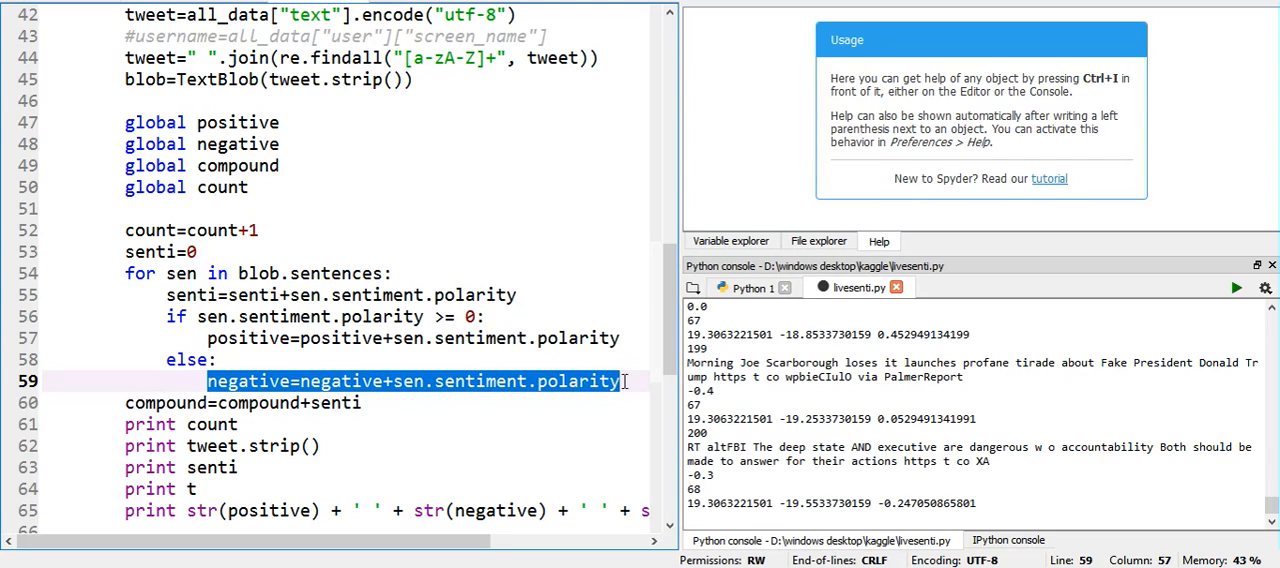 42 tweet=all_data["text"].encode("utf-8")
43 #username=all_data["user"]["screen_name"]
44 tweet=" ".join(re.findall("[a-zA-Z]+", tweet))
45 blob=TextBlob(tweet.strip())
46
47 global positive
48 global negative
49 global compound
50 global count
51
52 count=count+1
53 senti=0
54 for sen in blob.sentences:
55 senti=senti+sen.sentiment.polarity
56 if sen.sentiment.polarity >= 0:
57 positive=positive+sen.sentiment.polarity
58 else:
59 negative=negative+sen.sentiment.polarity
60 compound=compound+senti
61 print count
62 print tweet.strip()
63 print senti
64 print t
65 print str(positive) + ' ' + str(negative) + ' ' + s
66
Usage
Here you can get help of any object by pressing Ctrl+I in
front of it, either on the Editor or the Console.
Help can also be shown automatically after writing a left
parenthesis next to an object. You can activate this
behavior in Preferences > Help.
New to Spyder? Read our tutorial
Variable explorer File explorer Help
Python console - D:\windows desktop\kaggle\livesenti.py
Python 1 livesenti.py
0.0
67
19.3063221501 -18.8533730159 0.452949134199
199
Morning Joe Scarborough loses it launches profane tirade about Fake President Donald Tr
ump https t co wpbieCIulO via PalmerReport
-0.4
67
19.3063221501 -19.2533730159 0.0529491341991
200
RT altFBI The deep state AND executive are dangerous w o accountability Both should be
made to answer for their actions https t co XA
-0.3
68
19.3063221501 -19.5533730159 -0.247050865801
Python console - D:\windows desktop\kaggle\livesenti.py IPython console
Permissions: RW End-of-lines: CRLF Encoding: UTF-8 Line: 59 Column: 57 Memory: 43 %